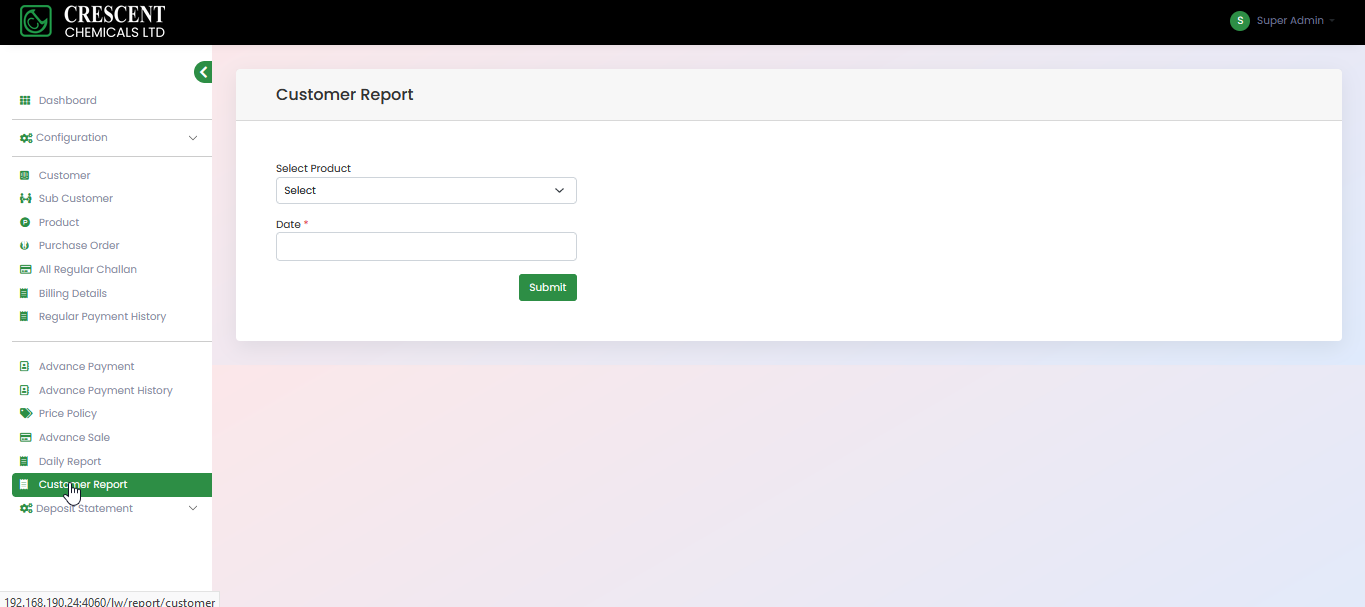 CRESCENT
CHEMICALS LTD
S Super Admin
Dashboard
Configuration
Customer
Sub Customer
Product
Purchase Order
All Regular Challan
Billing Details
Regular Payment History
Advance Payment
Advance Payment History
Price Policy
Advance Sale
Daily Report
Customer Report
Deposit Statement
Customer Report
Select Product
Select
Date *
Submit
192.168.190.24:4060/lw/report/customer